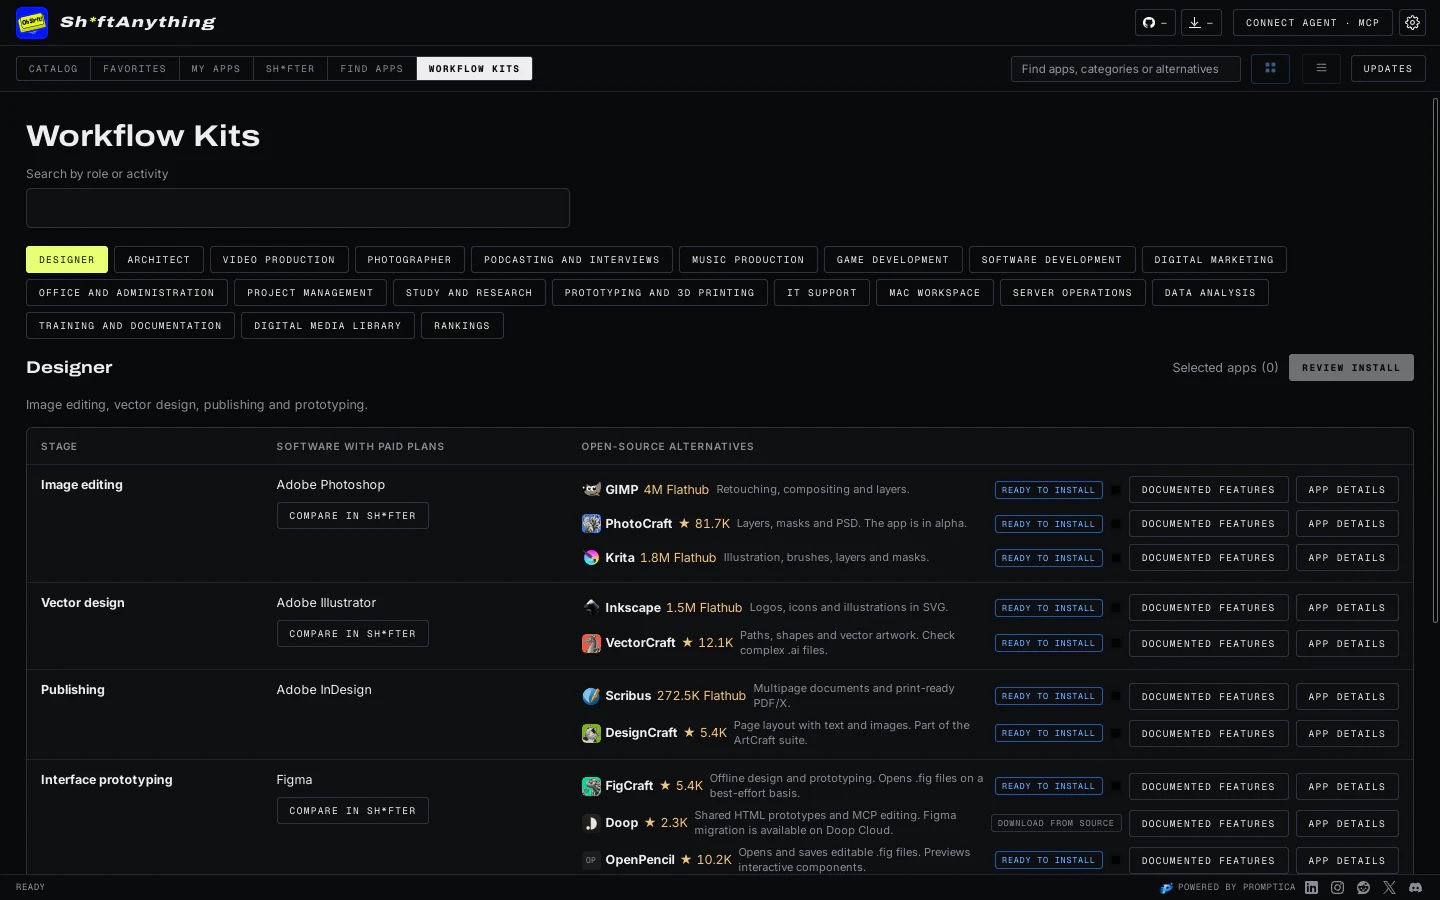 Oh Sh*ft! Sh*ftAnything
– – CONNECT AGENT · MCP
CATALOG FAVORITES MY APPS SH*FTER FIND APPS WORKFLOW KITS Find apps, categories or alternatives UPDATES
Workflow Kits
Search by role or activity
DESIGNER ARCHITECT VIDEO PRODUCTION PHOTOGRAPHER PODCASTING AND INTERVIEWS MUSIC PRODUCTION GAME DEVELOPMENT SOFTWARE DEVELOPMENT DIGITAL MARKETING
OFFICE AND ADMINISTRATION PROJECT MANAGEMENT STUDY AND RESEARCH PROTOTYPING AND 3D PRINTING IT SUPPORT MAC WORKSPACE SERVER OPERATIONS DATA ANALYSIS
TRAINING AND DOCUMENTATION DIGITAL MEDIA LIBRARY RANKINGS
Designer Selected apps (0) REVIEW INSTALL
Image editing, vector design, publishing and prototyping.
STAGE SOFTWARE WITH PAID PLANS OPEN-SOURCE ALTERNATIVES
Image editing Adobe Photoshop
COMPARE IN SH*FTER
GIMP 4M Flathub Retouching, compositing and layers. READY TO INSTALL DOCUMENTED FEATURES APP DETAILS
PhotoCraft ★ 81.7K Layers, masks and PSD. The app is in alpha. READY TO INSTALL DOCUMENTED FEATURES APP DETAILS
Krita 1.8M Flathub Illustration, brushes, layers and masks. READY TO INSTALL DOCUMENTED FEATURES APP DETAILS
Vector design Adobe Illustrator
COMPARE IN SH*FTER
Inkscape 1.5M Flathub Logos, icons and illustrations in SVG. READY TO INSTALL DOCUMENTED FEATURES APP DETAILS
VectorCraft ★ 12.1K Paths, shapes and vector artwork. Check
complex .ai files. READY TO INSTALL DOCUMENTED FEATURES APP DETAILS
Publishing Adobe InDesign
Scribus 272.5K Flathub Multipage documents and print-ready
PDF/X. READY TO INSTALL DOCUMENTED FEATURES APP DETAILS
DesignCraft ★ 5.4K Page layout with text and images. Part of the
ArtCraft suite. READY TO INSTALL DOCUMENTED FEATURES APP DETAILS
Interface prototyping Figma
COMPARE IN SH*FTER
FigCraft ★ 5.4K Offline design and prototyping. Opens .fig files on a
best-effort basis. READY TO INSTALL DOCUMENTED FEATURES APP DETAILS
Doop ★ 2.3K Shared HTML prototypes and MCP editing. Figma
migration is available on Doop Cloud. DOWNLOAD FROM SOURCE DOCUMENTED FEATURES APP DETAILS
OP OpenPencil ★ 10.2K Opens and saves editable .fig files. Previews
interactive components. READY TO INSTALL DOCUMENTED FEATURES APP DETAILS
READY POWERED BY PROMPTICA